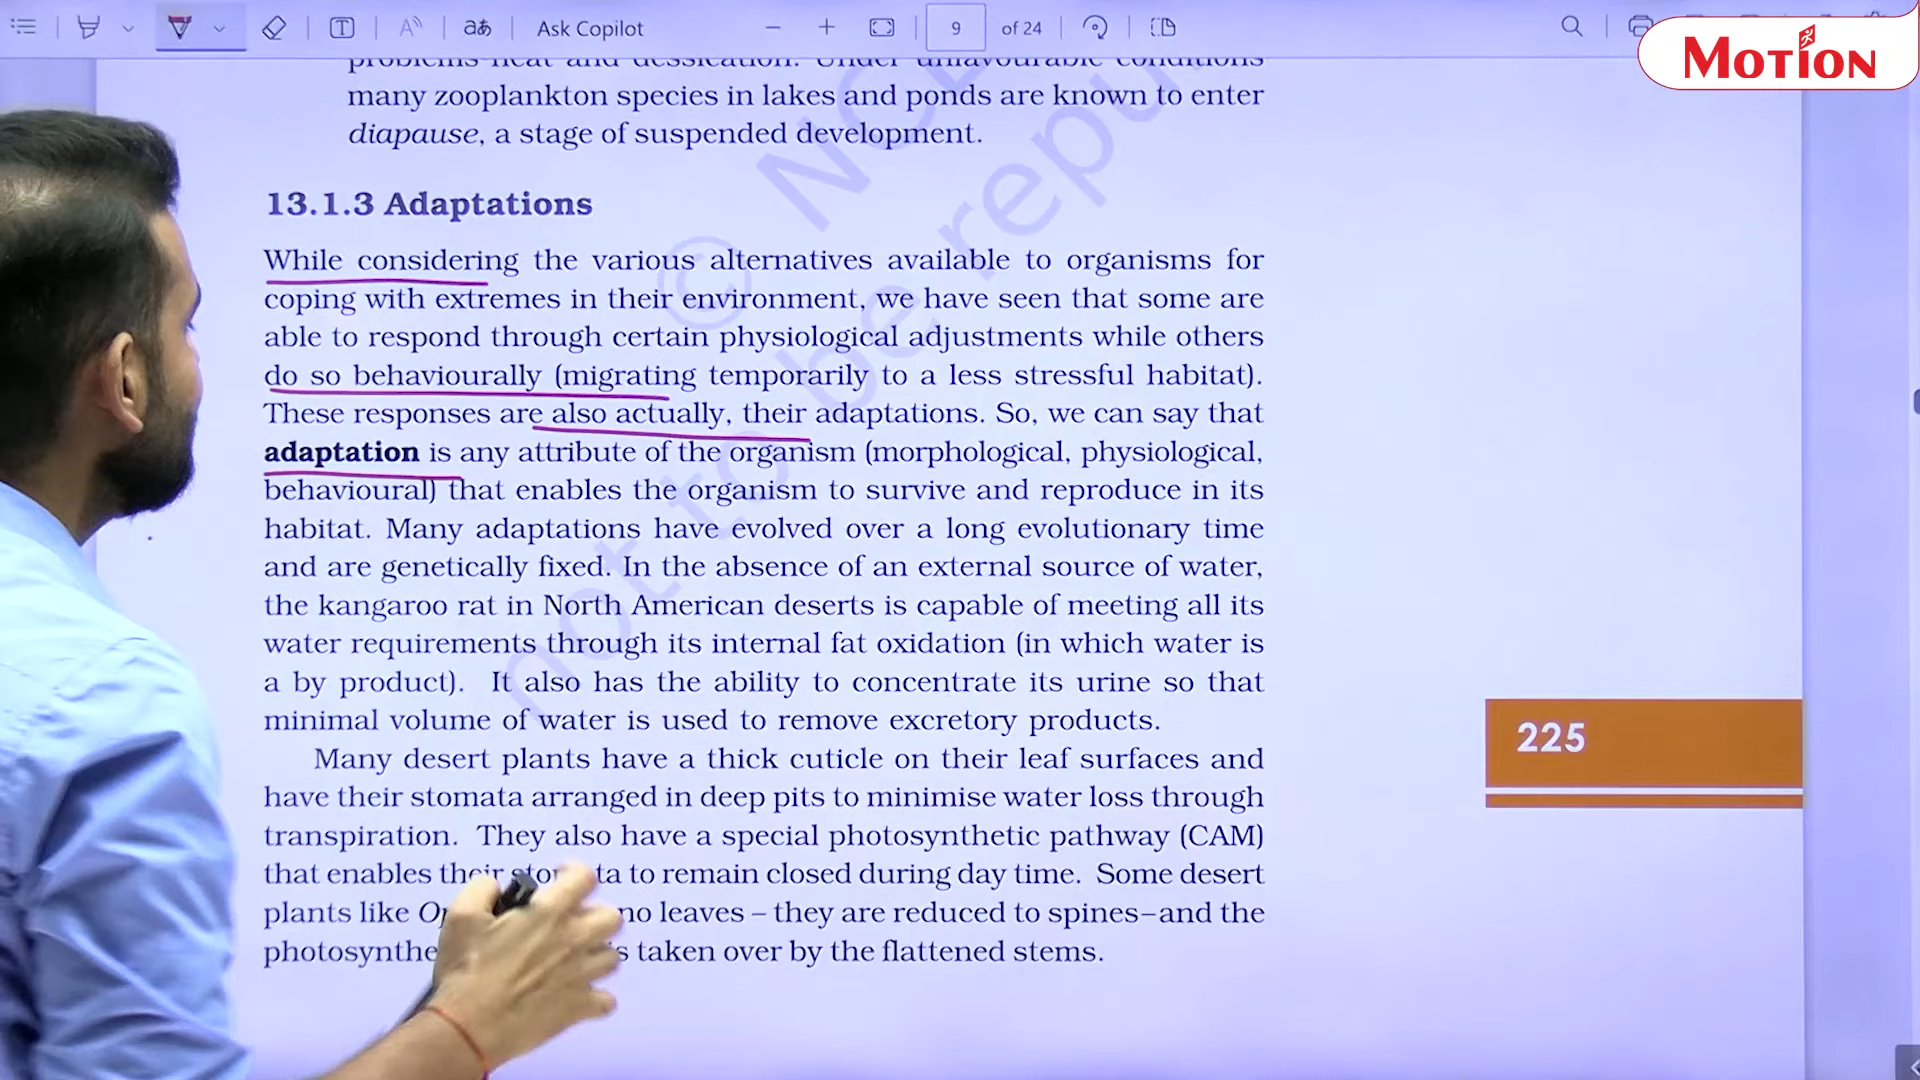 Ask Copilot
9 of 24
MOTION
many zooplankton species in lakes and ponds are known to enter
diapause, a stage of suspended development.
13.1.3 Adaptations
While considering the various alternatives available to organisms for
coping with extremes in their environment, we have seen that some are
able to respond through certain physiological adjustments while others
do so behaviourally (migrating temporarily to a less stressful habitat).
These responses are also actually, their adaptations. So, we can say that
adaptation is any attribute of the organism (morphological, physiological,
behavioural) that enables the organism to survive and reproduce in its
habitat. Many adaptations have evolved over a long evolutionary time
and are genetically fixed. In the absence of an external source of water,
the kangaroo rat in North American deserts is capable of meeting all its
water requirements through its internal fat oxidation (in which water is
a by product). It also has the ability to concentrate its urine so that
minimal volume of water is used to remove excretory products.
225
Many desert plants have a thick cuticle on their leaf surfaces and
have their stomata arranged in deep pits to minimise water loss through
transpiration. They also have a special photosynthetic pathway (CAM)
that enables their to remain closed during day time. Some desert
plants like no leaves – they are reduced to spines–and the
taken over by the flattened stems.
© NCE
not to be repu